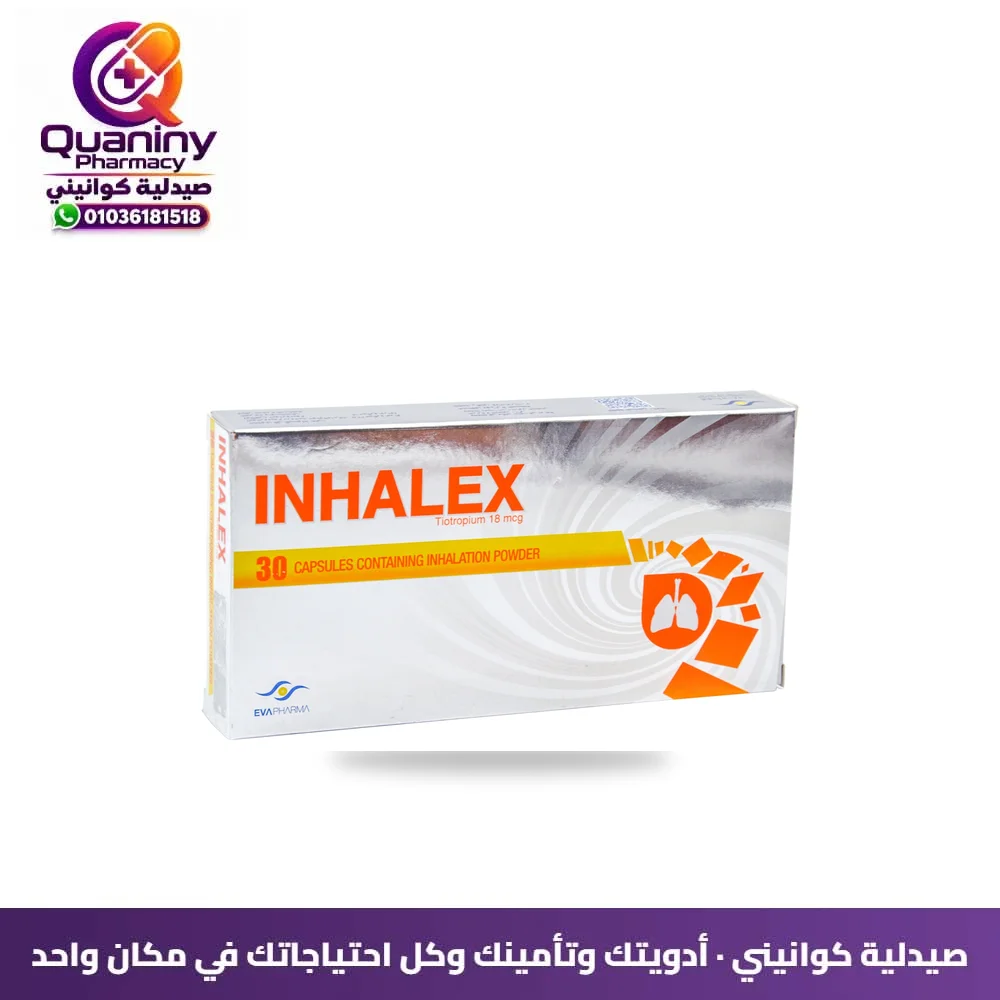 Quaniny
Pharmacy
صيدلية كوانيني
01036181518
INHALEX
Tiotropium 18 mcg
30 CAPSULES CONTAINING INHALATION POWDER
INHALEX
EVAPHARMA
صيدلية كوانيني · أدويتك وتأمينك وكل احتياجاتك في مكان واحد